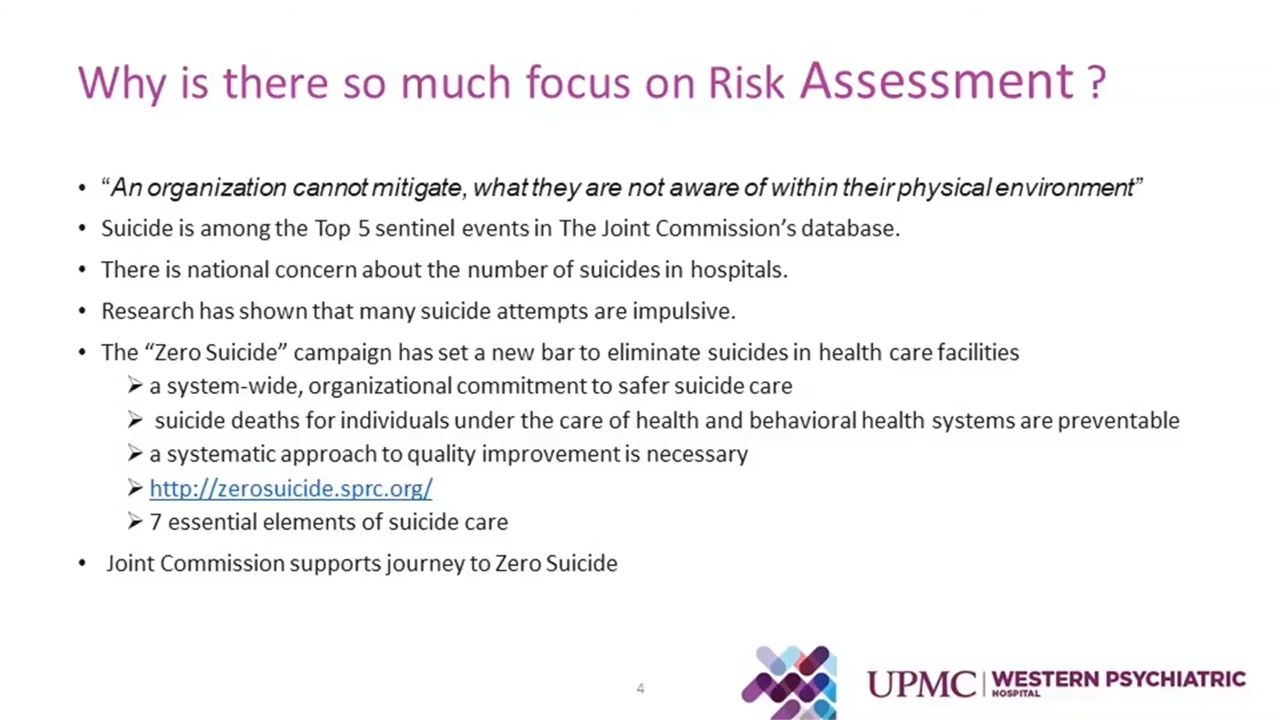 Why is there so much focus on Risk Assessment ?
• “An organization cannot mitigate, what they are not aware of within their physical environment”
• Suicide is among the Top 5 sentinel events in The Joint Commission’s database.
• There is national concern about the number of suicides in hospitals.
• Research has shown that many suicide attempts are impulsive.
• The “Zero Suicide” campaign has set a new bar to eliminate suicides in health care facilities
➢ a system-wide, organizational commitment to safer suicide care
➢ suicide deaths for individuals under the care of health and behavioral health systems are preventable
➢ a systematic approach to quality improvement is necessary
➢ http://zerosuicide.sprc.org/
➢ 7 essential elements of suicide care
• Joint Commission supports journey to Zero Suicide
4
UPMC | WESTERN PSYCHIATRIC
HOSPITAL